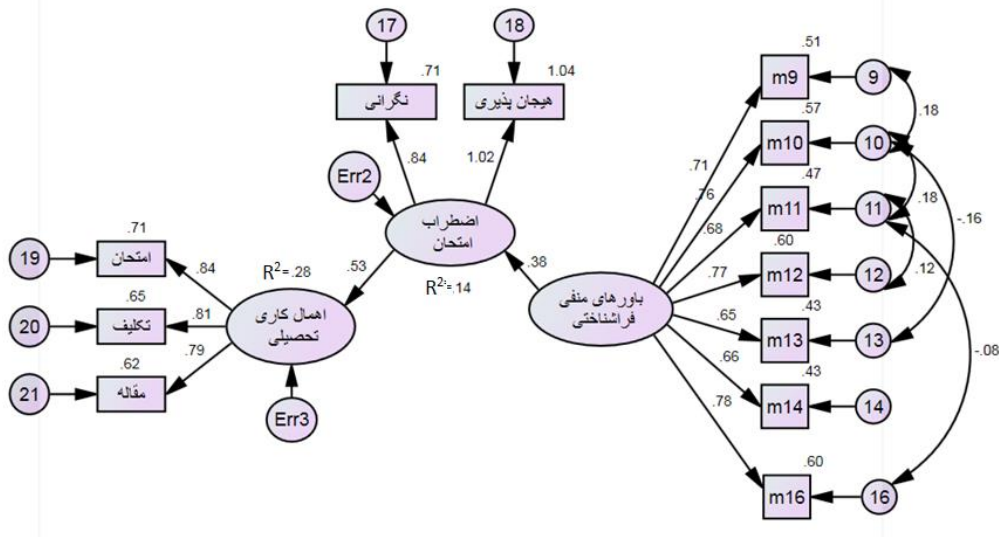 17
18
.71
1.04
نگرانی
هیجان پذیری
.84
1.02
Err2
اضطراب
امتحان
R²=.14
.53
.38
19
.71
امتحان
.84
R²=.28
20
.65
تکلیف
.81
اهمال کاری
تحصیلی
21
.62
مقاله
.79
Err3
باورهای منفی
فراشناختی
.51
m9
9
.71
.18
.57
m10
10
.76
.47
m11
11
.68
.18
-.16
.60
m12
12
.77
.12
.43
m13
13
.65
-.08
.43
m14
14
.66
.60
m16
16
.78